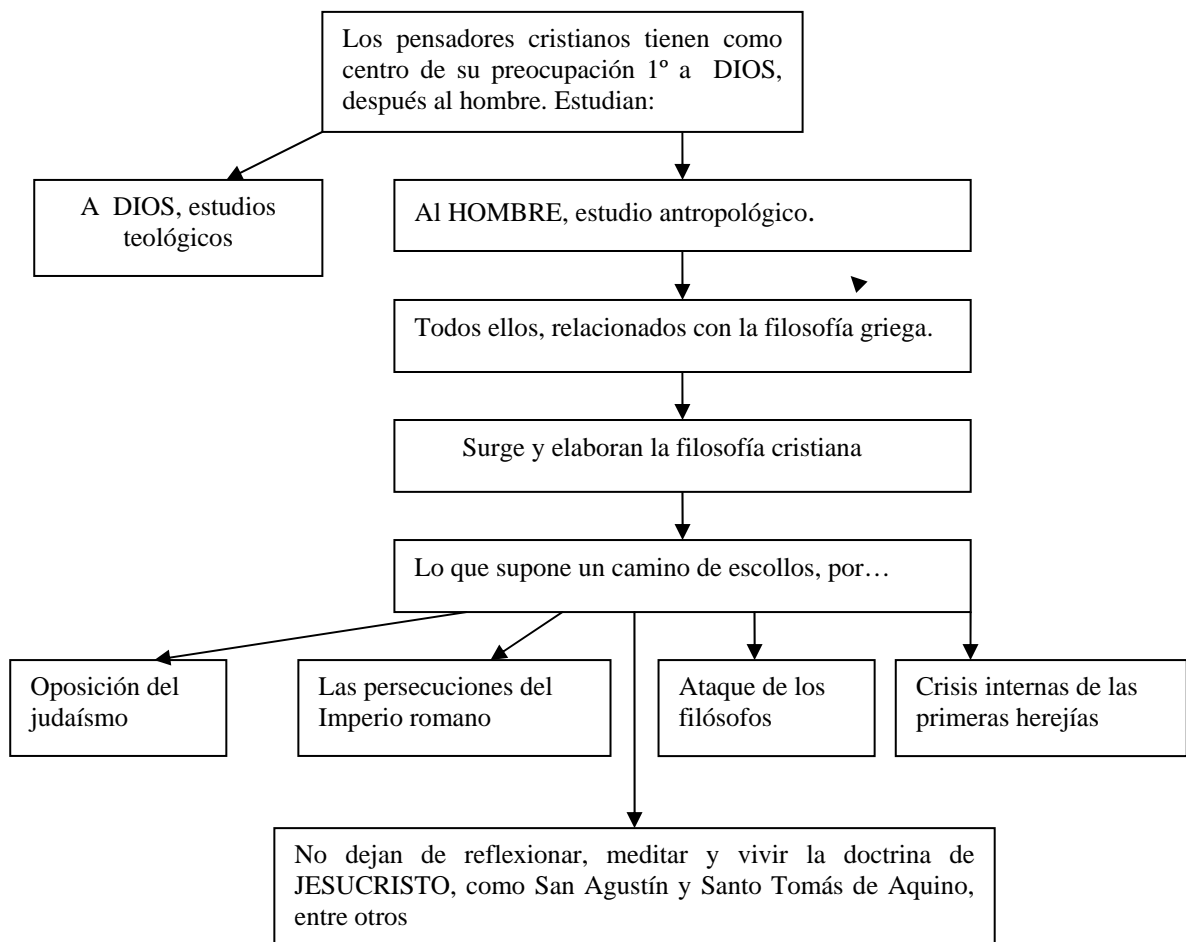 Los pensadores cristianos tienen como
centro de su preocupación 1º a DIOS,
después al hombre. Estudian:
A DIOS, estudios
teológicos
Al HOMBRE, estudio antropológico.
Todos ellos, relacionados con la filosofía griega.
Surge y elaboran la filosofía cristiana
Lo que supone un camino de escollos, por…
Oposición del
judaísmo
Las persecuciones del
Imperio romano
Ataque de los
filósofos
Crisis internas de las
primeras herejías
No dejan de reflexionar, meditar y vivir la doctrina de
JESUCRISTO, como San Agustín y Santo Tomás de Aquino,
entre otros